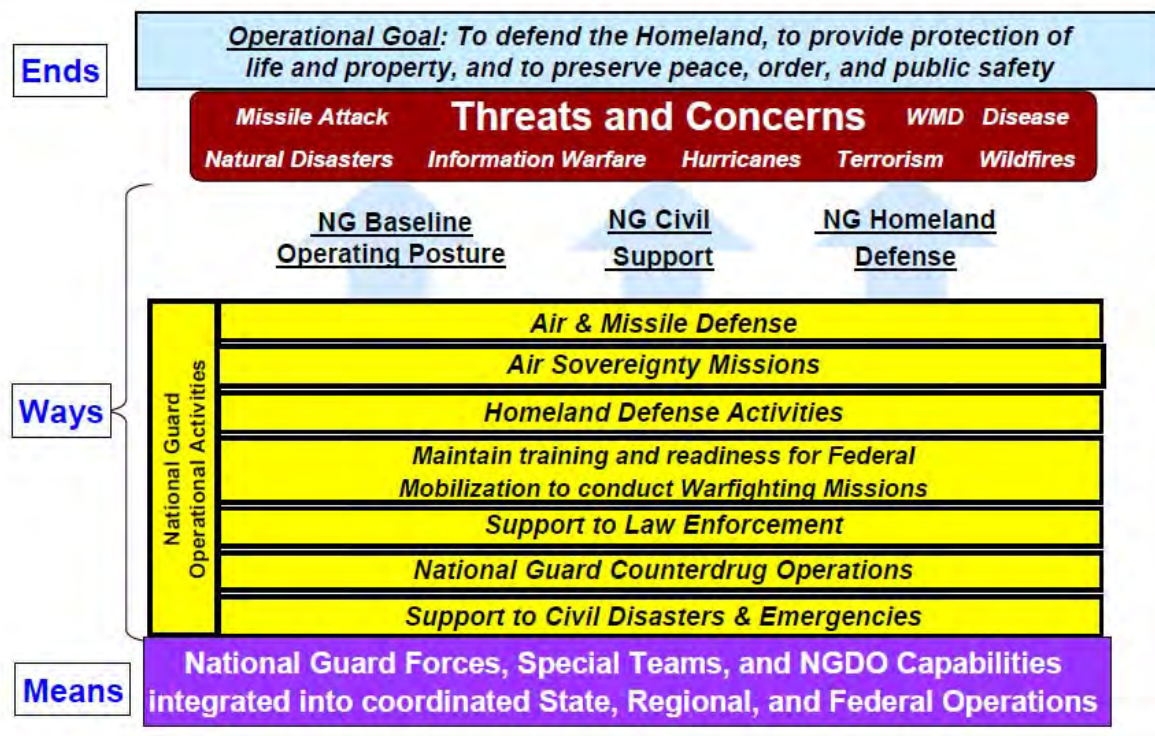 Ends
Operational Goal: To defend the Homeland, to provide protection of
life and property, and to preserve peace, order, and public safety
Missile Attack Threats and Concerns WMD Disease
Natural Disasters Information Warfare Hurricanes Terrorism Wildfires
NG Baseline
Operating Posture
NG Civil
Support
NG Homeland
Defense
Ways
National Guard
Operational Activities
Air & Missile Defense
Air Sovereignty Missions
Homeland Defense Activities
Maintain training and readiness for Federal
Mobilization to conduct Warfighting Missions
Support to Law Enforcement
National Guard Counterdrug Operations
Support to Civil Disasters & Emergencies
Means
National Guard Forces, Special Teams, and NGDO Capabilities
integrated into coordinated State, Regional, and Federal Operations